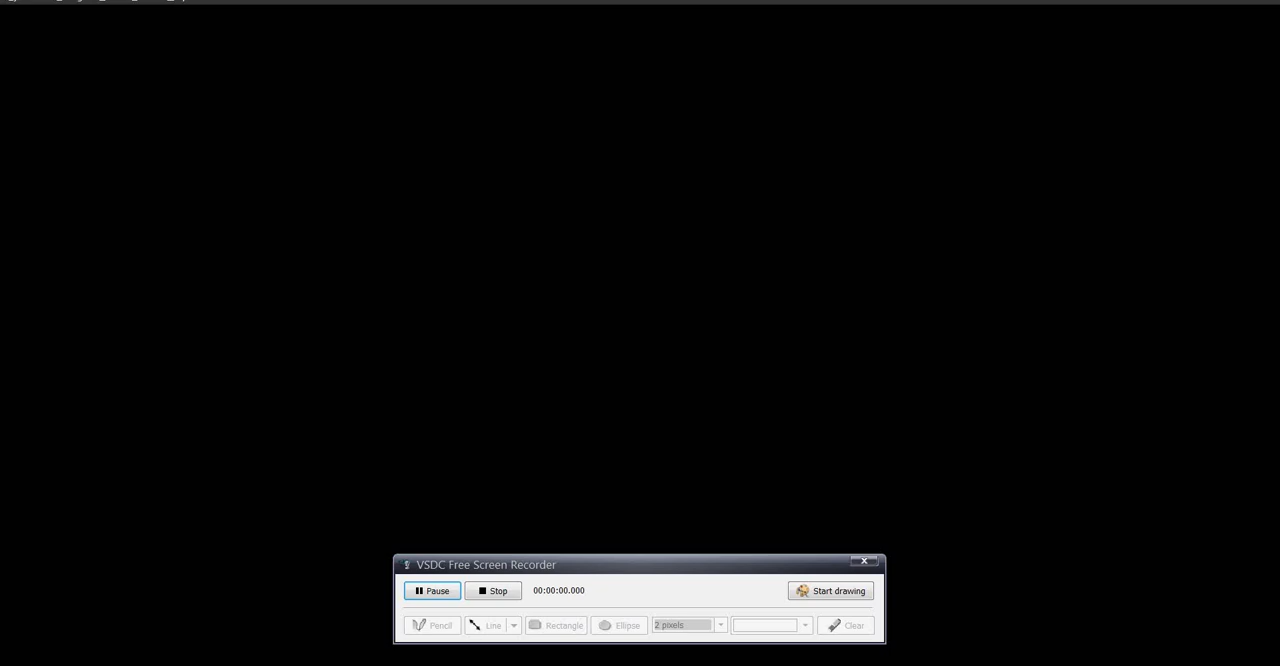 VSDC Free Screen Recorder
Pause Stop 00:00:00.000 Start drawing
Pencil Line Rectangle Ellipse 2 pixels Clear